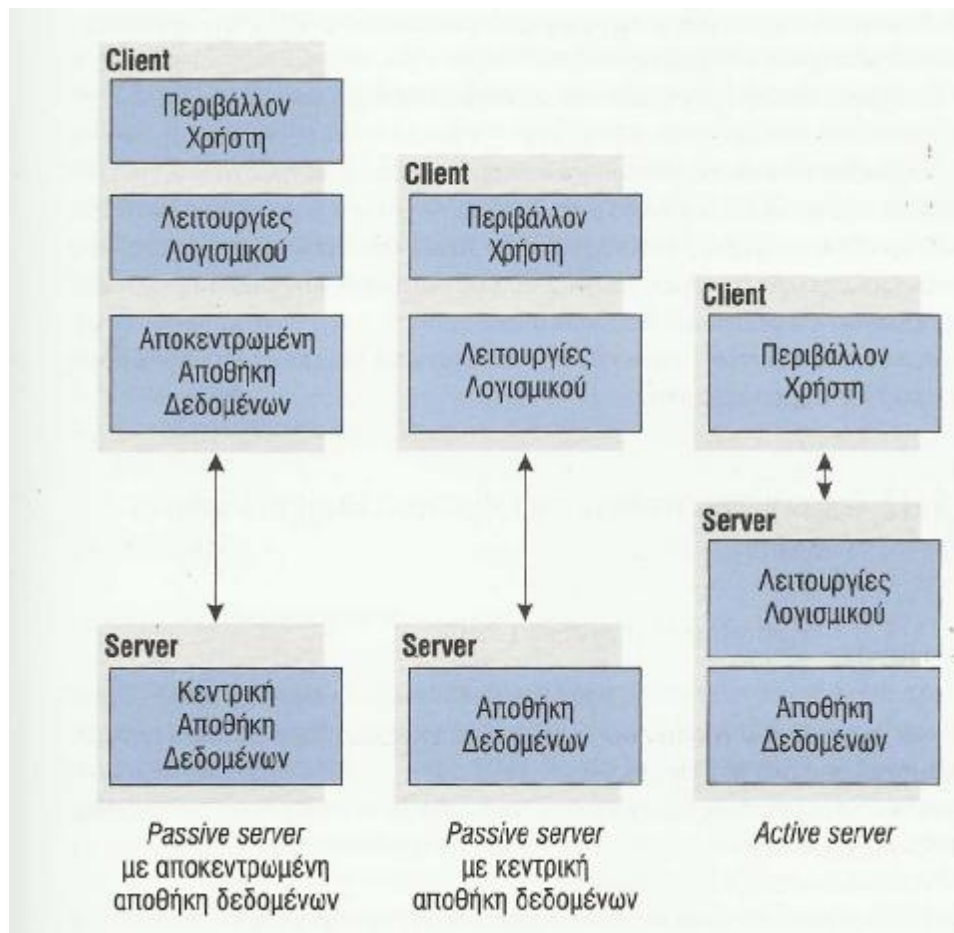 Client
Περιβάλλον
Χρήστη
Λειτουργίες
Λογισμικού
Αποκεντρωμένη
Αποθήκη
Δεδομένων
Server
Κεντρική
Αποθήκη
Δεδομένων
Passive server
με αποκεντρωμένη
αποθήκη δεδομένων
Client
Περιβάλλον
Χρήστη
Λειτουργίες
Λογισμικού
Server
Αποθήκη
Δεδομένων
Passive server
με κεντρική
αποθήκη δεδομένων
Client
Περιβάλλον
Χρήστη
Server
Λειτουργίες
Λογισμικού
Αποθήκη
Δεδομένων
Active server